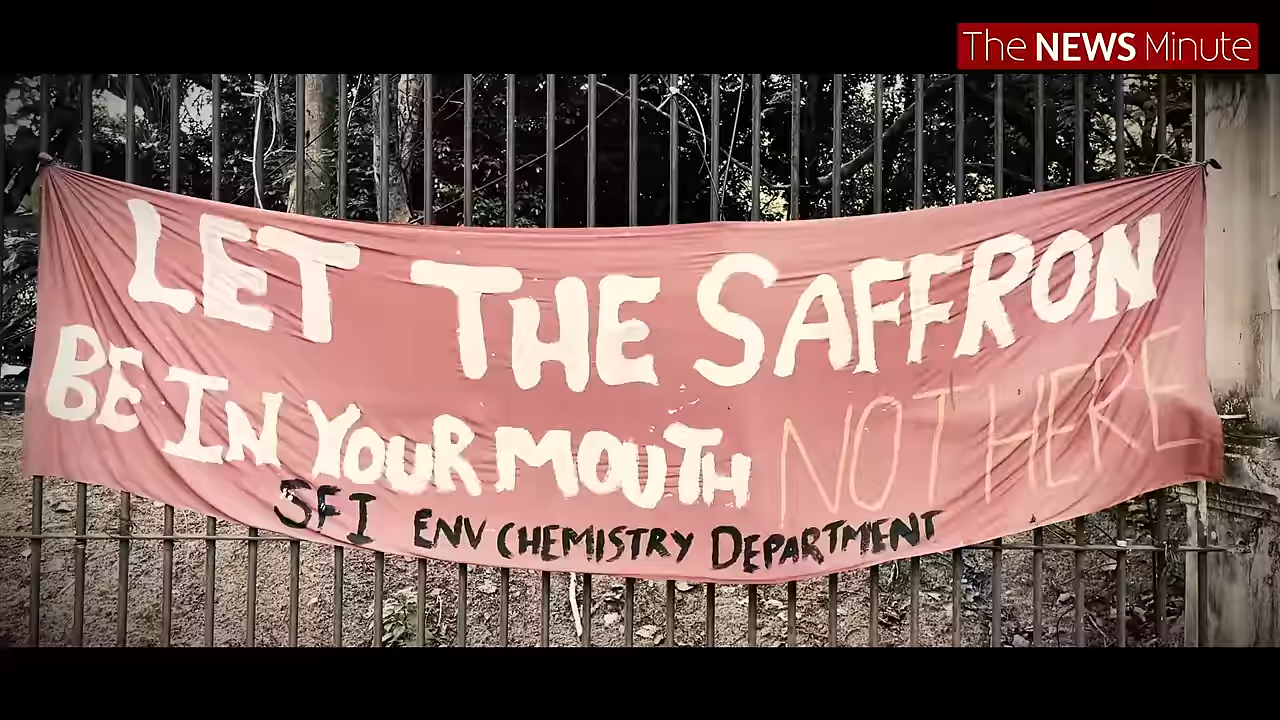 The NEWS Minute
LET THE SAFFRON
BE IN YOUR MOUTH NOT HERE
SFI ENV CHEMISTRY DEPARTMENT